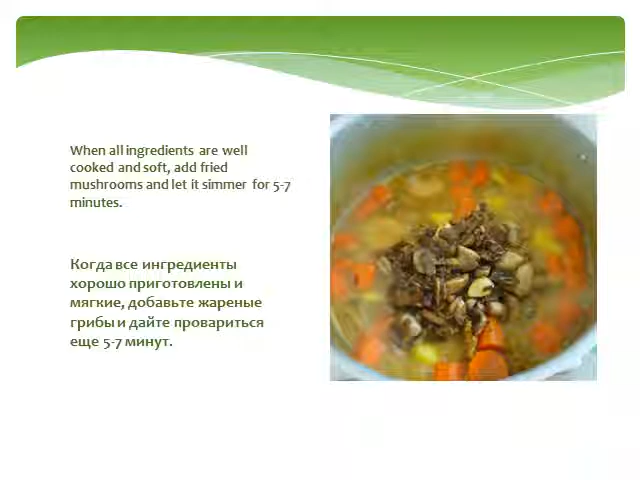 When all ingredients are well
cooked and soft, add fried
mushrooms and let it simmer for 5-7
minutes.
Когда все ингредиенты
хорошо приготовлены и
мягкие, добавьте жареные
грибы и дайте провариться
еще 5-7 минут.